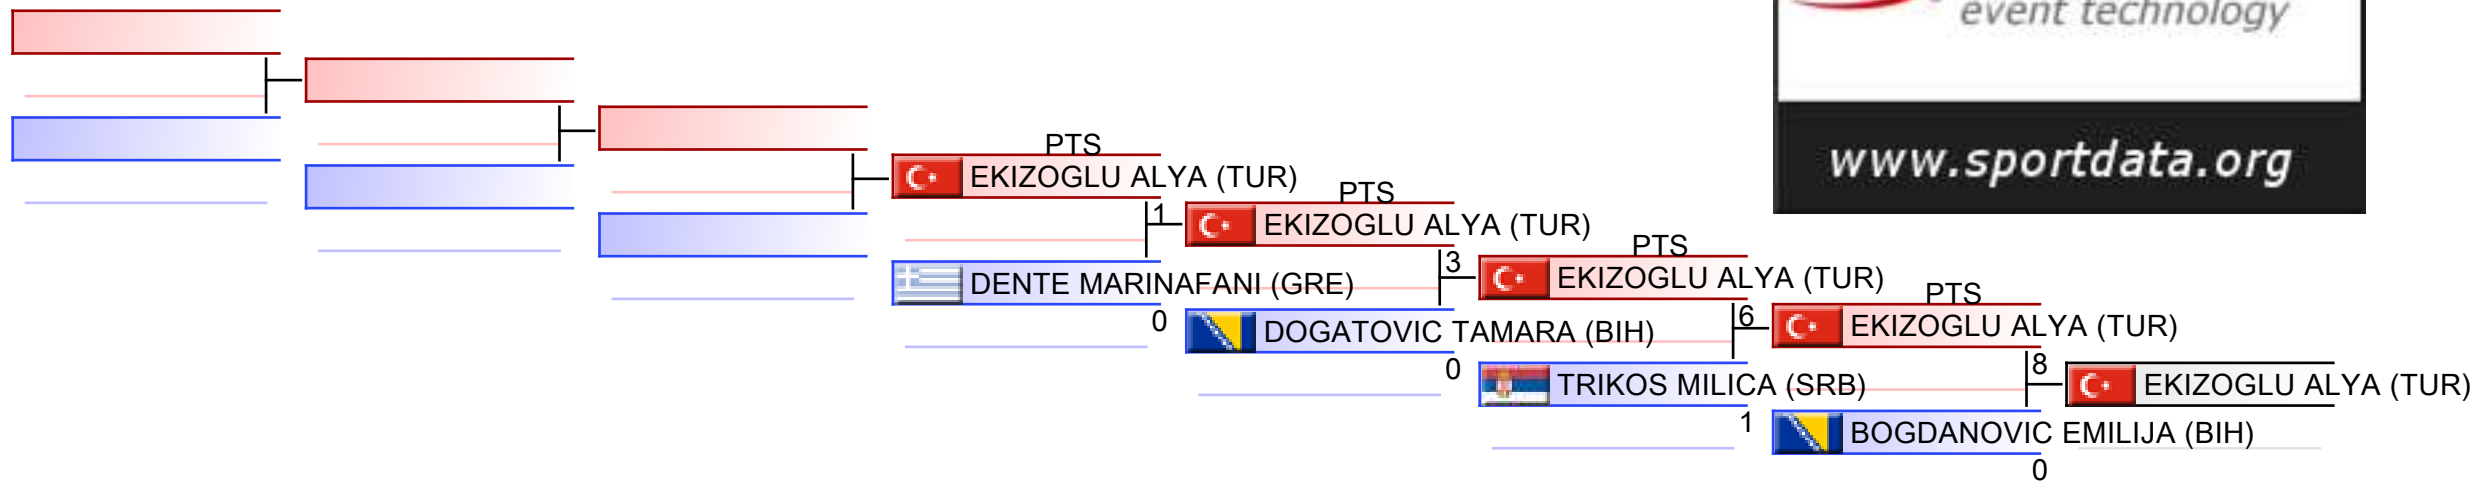 event technology
www.sportdata.org
PTS
EKIZOGLU ALYA (TUR)
1
DENTE MARINAFANI (GRE)
0
PTS
EKIZOGLU ALYA (TUR)
3
DOGATOVIC TAMARA (BIH)
0
PTS
EKIZOGLU ALYA (TUR)
6
TRIKOS MILICA (SRB)
1
PTS
EKIZOGLU ALYA (TUR)
8
BOGDANOVIC EMILIJA (BIH)
0
EKIZOGLU ALYA (TUR)